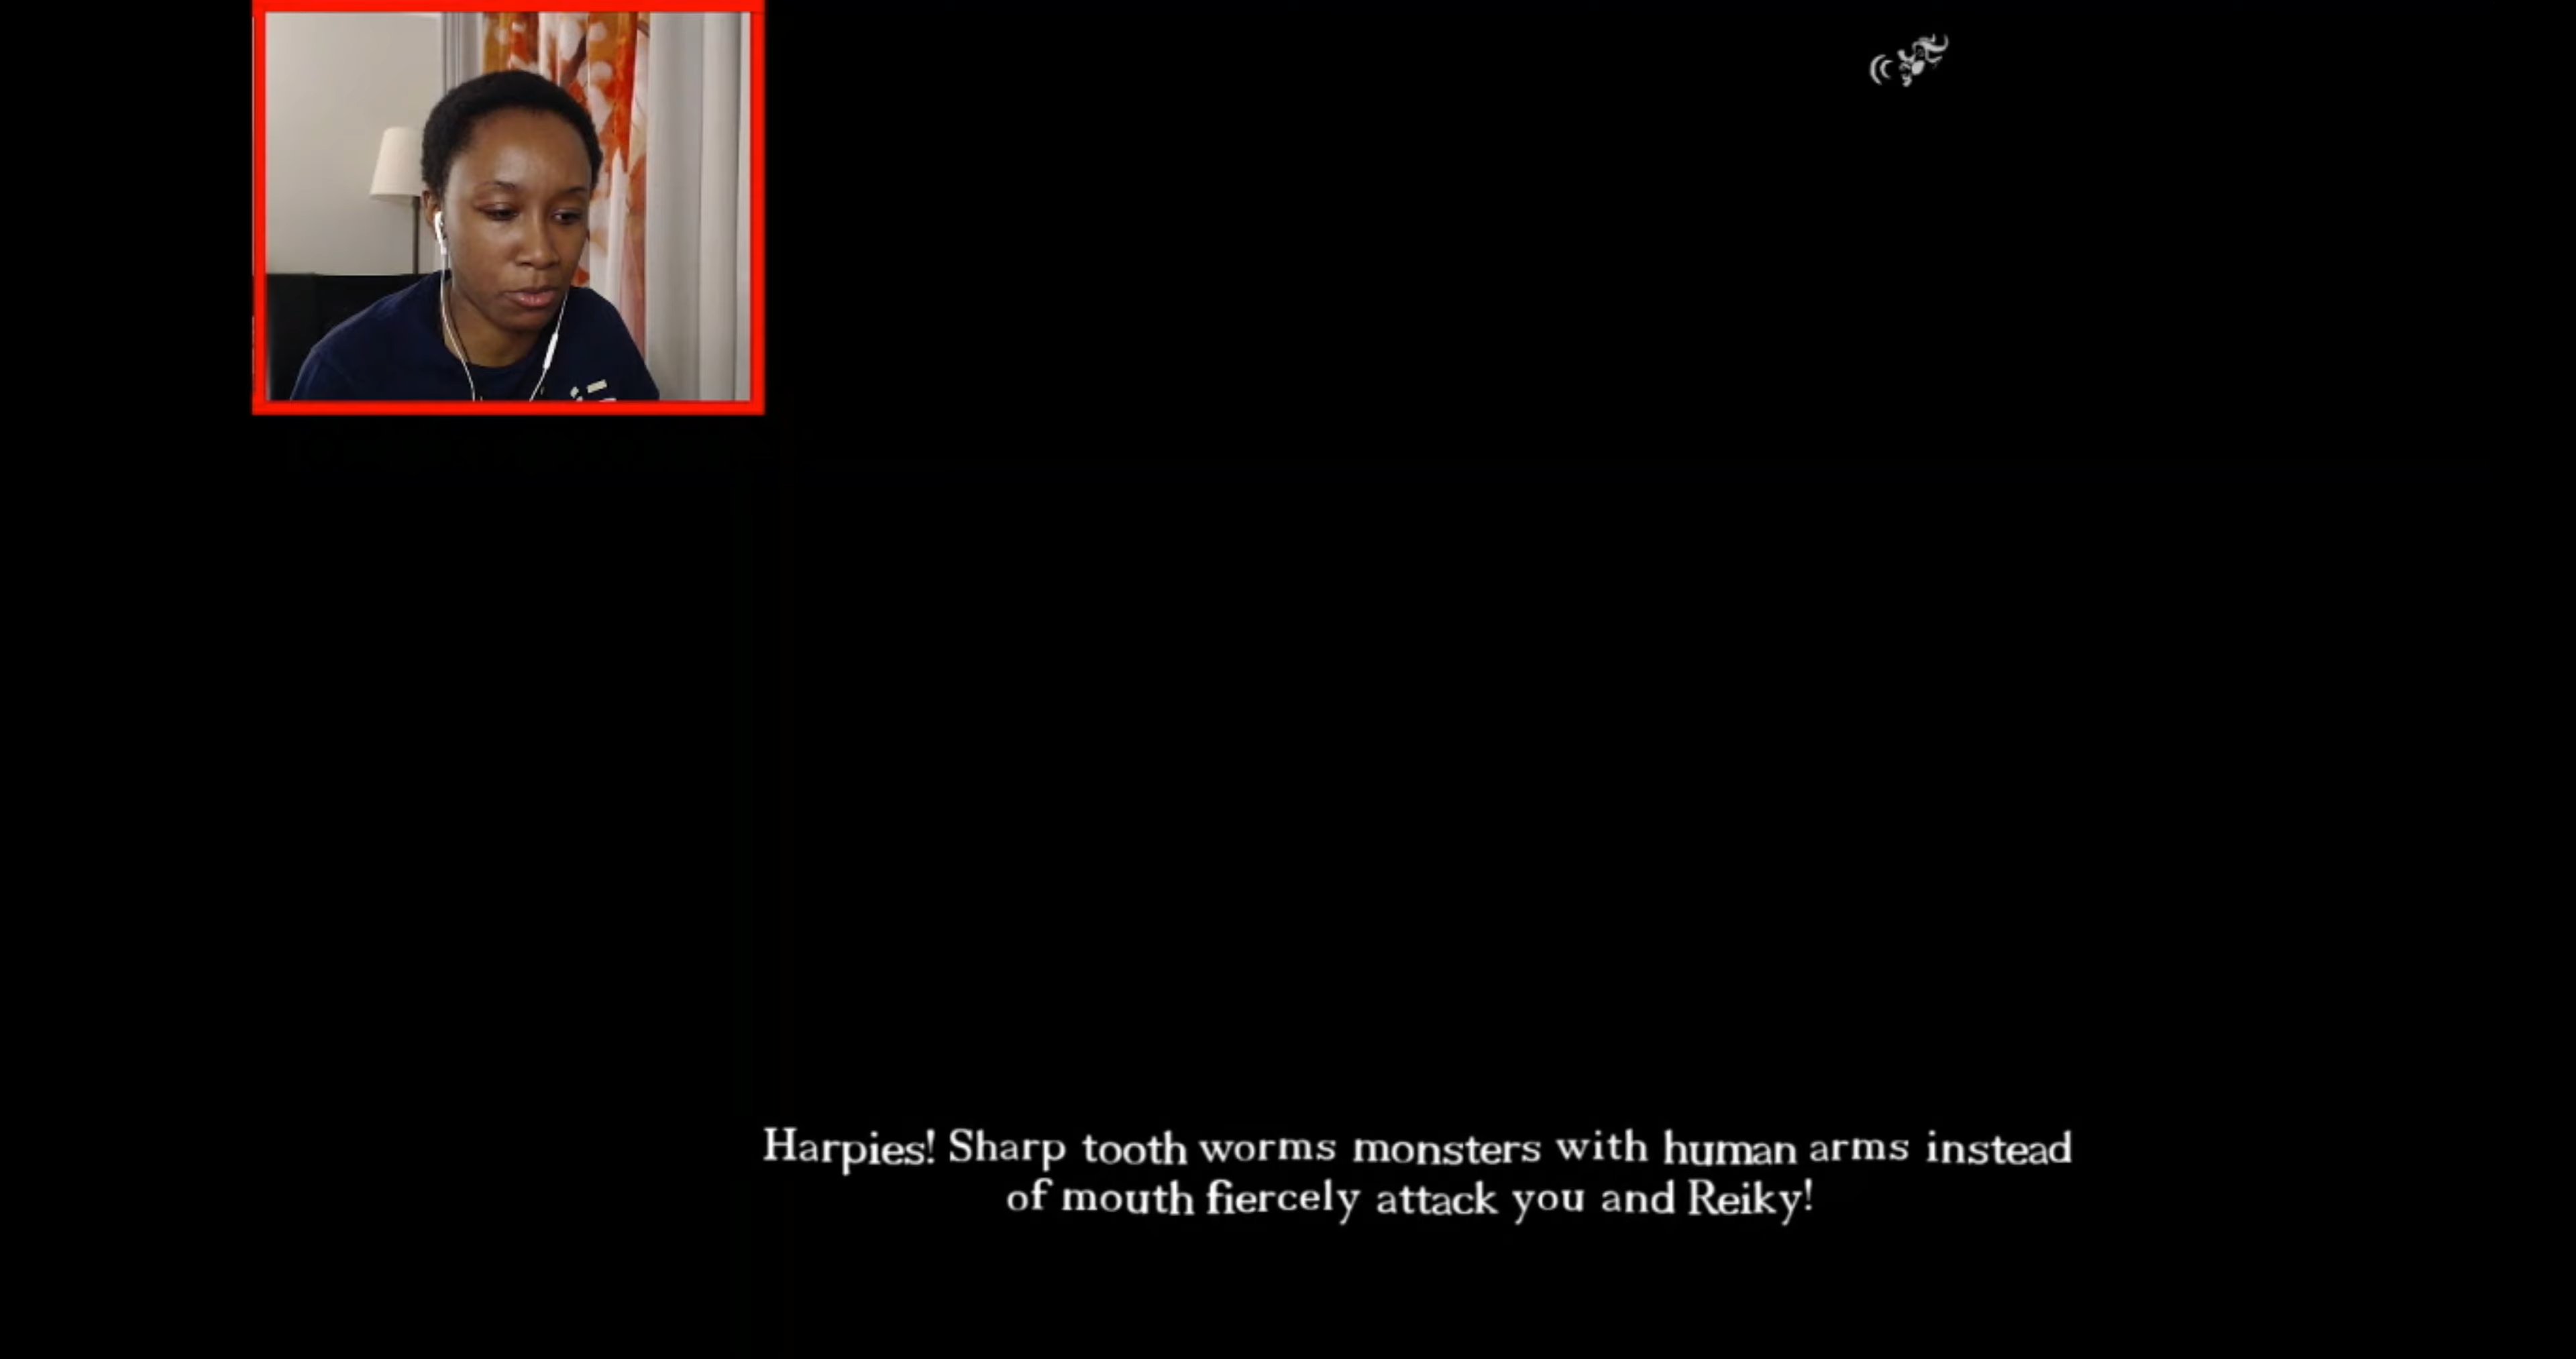 Harpies! Sharp tooth worms monsters with human arms instead
of mouth fiercely attack you and Reiky!